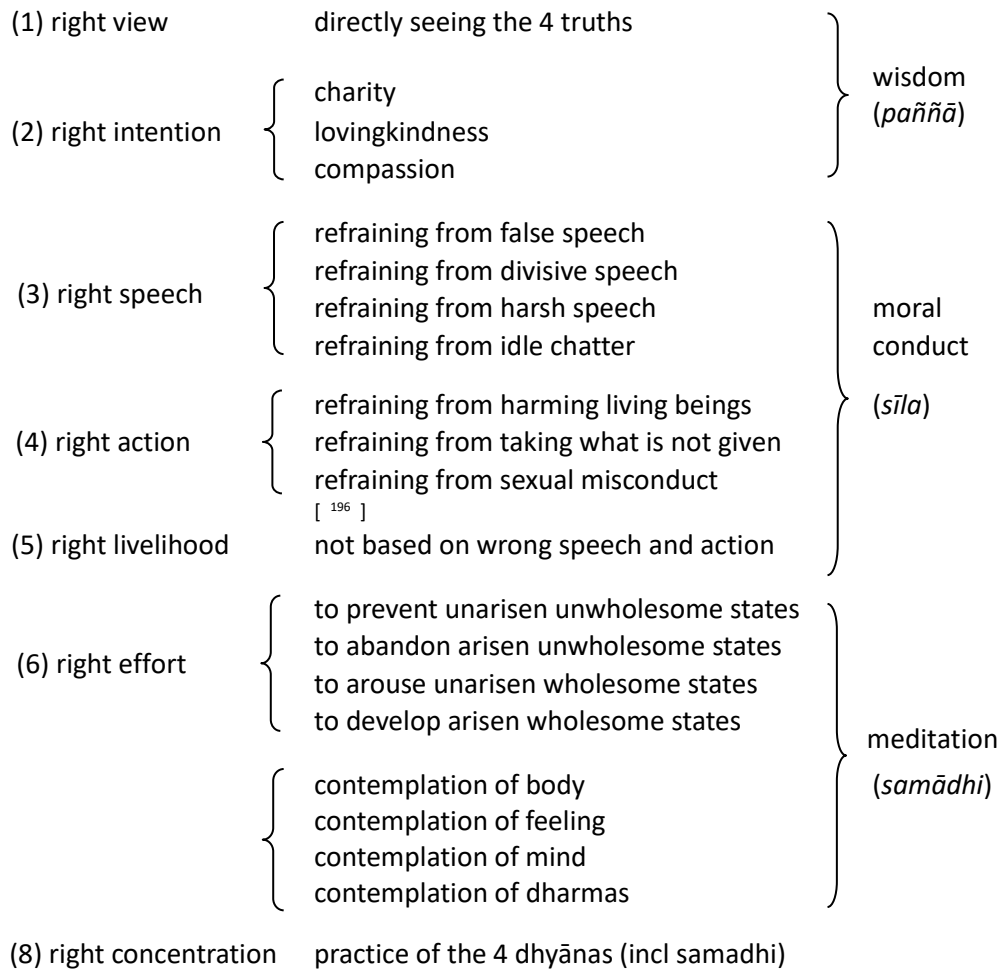 (1) right view directly seeing the 4 truths
wisdom
(paññā)
charity
(2) right intention lovingkindness
compassion
refraining from false speech
refraining from divisive speech
(3) right speech
refraining from harsh speech
refraining from idle chatter
moral
conduct
(sīla)
refraining from harming living beings
(4) right action refraining from taking what is not given
refraining from sexual misconduct
[ 196 ]
(5) right livelihood not based on wrong speech and action
to prevent unarisen unwholesome states
to abandon arisen unwholesome states
(6) right effort
to arouse unarisen wholesome states
to develop arisen wholesome states
meditation
(samādhi)
contemplation of body
contemplation of feeling
contemplation of mind
contemplation of dharmas
(8) right concentration practice of the 4 dhyānas (incl samadhi)